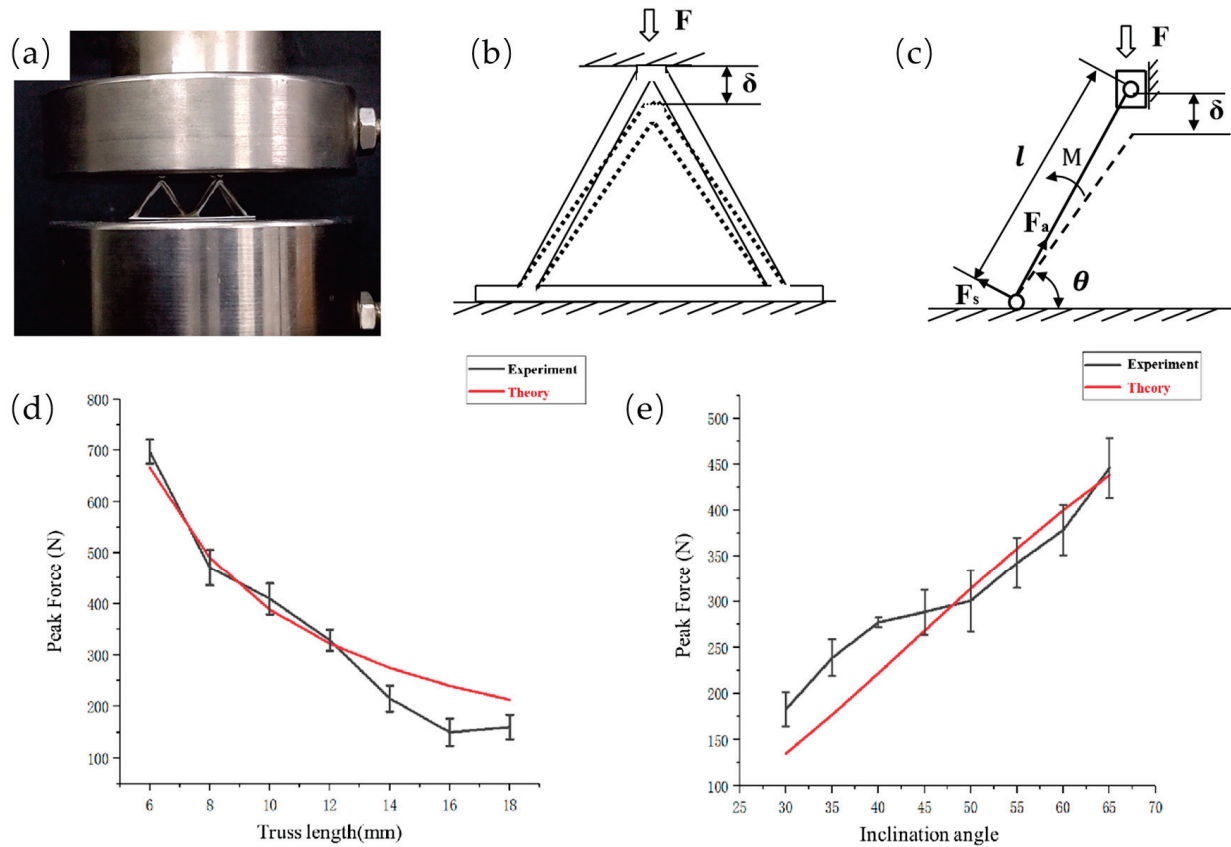 (a)
(b)
F
δ
(c)
F
δ
l
M
Fa
Fs
θ
(d)
Experiment
Theory
800
700
600
500
400
300
200
100
Peak Force (N)
6 8 10 12 14 16 18
Truss length(mm)
(e)
Experiment
Theory
500
450
400
350
300
250
200
150
100
Peak Force (N)
25 30 35 40 45 50 55 60 65 70
Inclination angle